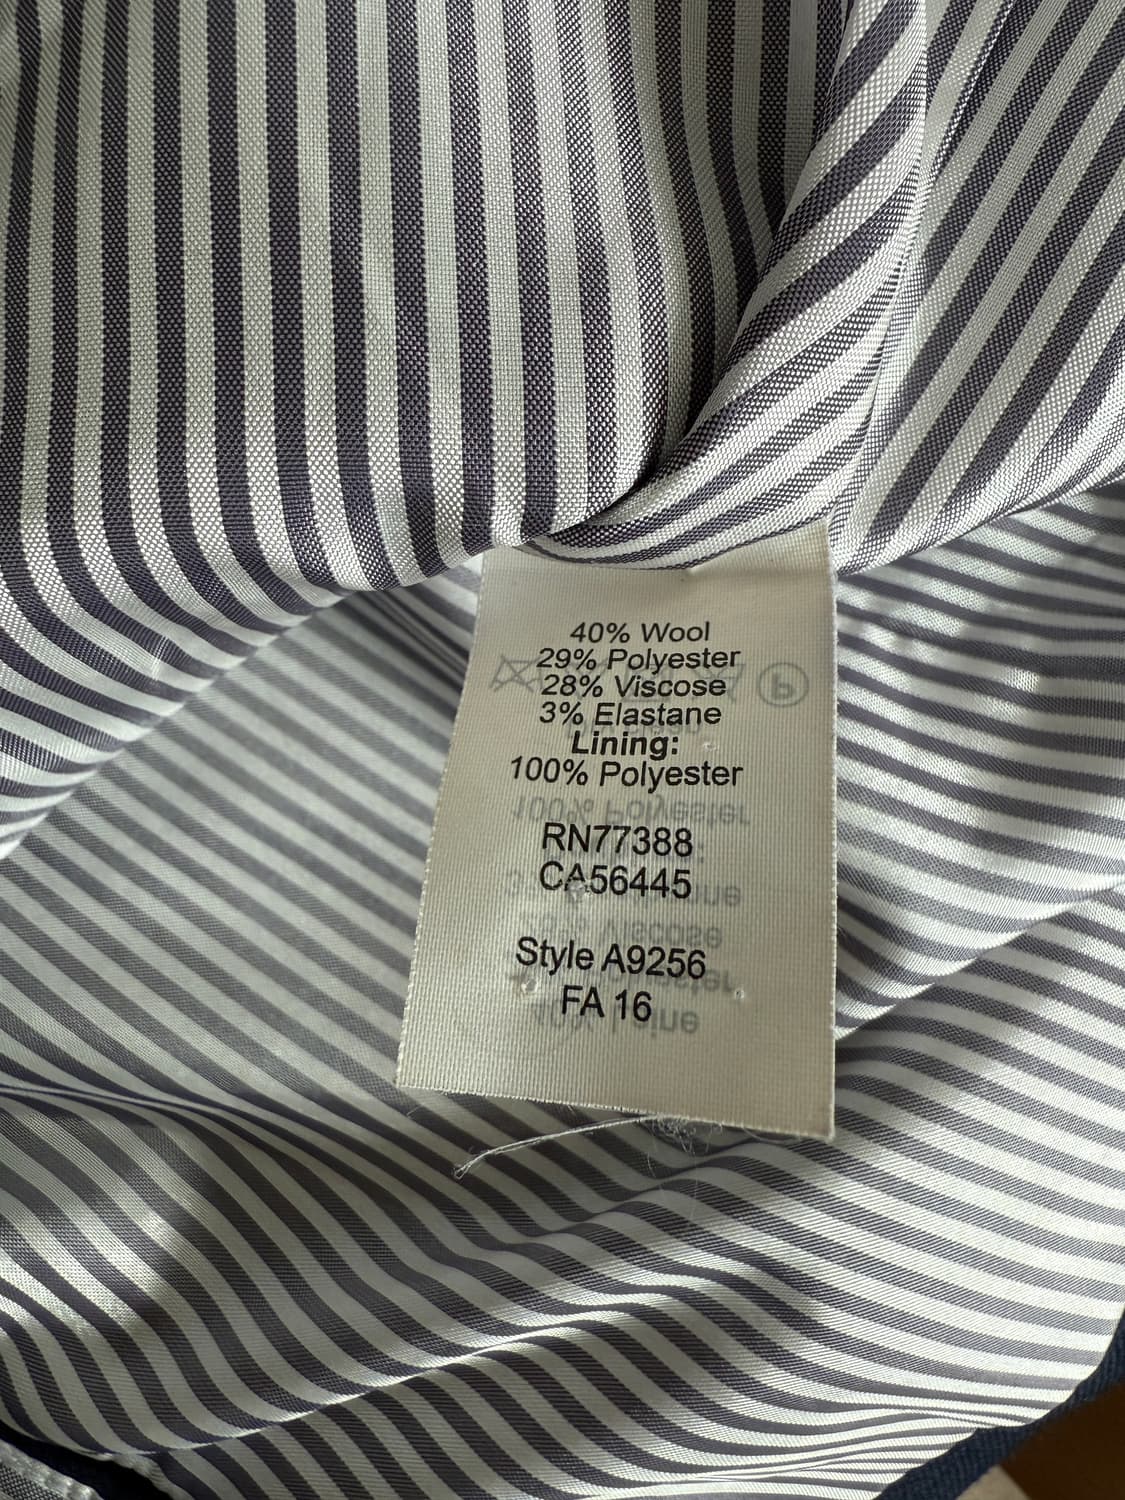 40% Wool
29% Polyester
28% Viscose
3% Elastane
Lining:
100% Polyester
RN77388
CA56445
Style A9256
FA 16